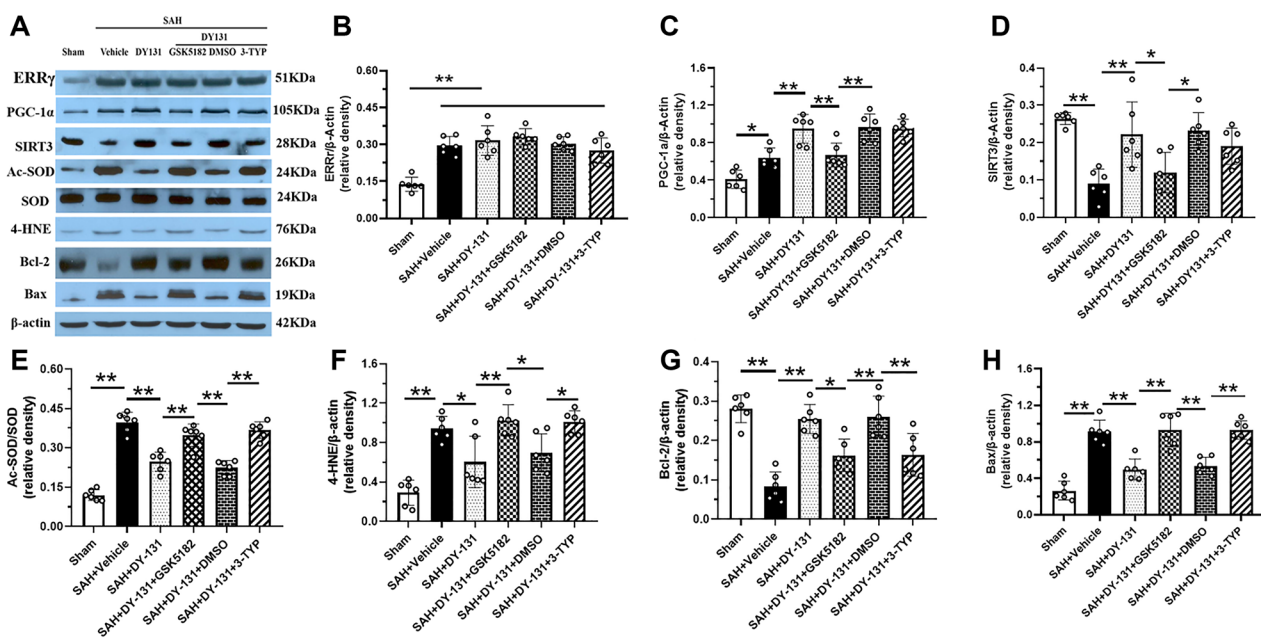 A
SAH
DY131
Sham Vehicle DY131 GSK5182 DMSO 3-TYP
ERRγ 51KDa
PGC-1α 105KDa
SIRT3 28KDa
Ac-SOD 24KDa
SOD 24KDa
4-HNE 76KDa
Bcl-2 26KDa
Bax 19KDa
β-actin 42KDa
B
ERRr/β-Actin
(relative density)
0.60
0.45
0.30
0.15
0.00
**
Sham
SAH+Vehicle
SAH+DY-131
SAH+DY-131+GSK5182
SAH+DY-131+DMSO
SAH+DY-131+3-TYP
C
PGC-1a/β-Actin
(relative density)
1.6
1.2
0.8
0.4
0.0
*
**
**
**
Sham
SAH+Vehicle
SAH+DY131
SAH+DY131+GSK5182
SAH+DY131+DMSO
SAH+DY131+3-TYP
D
SIRT3/β-Actin
(relative density)
0.4
0.3
0.2
0.1
0.0
**
**
*
*
Sham
SAH+Vehicle
SAH+DY131
SAH+DY131+GSK5182
SAH+DY131+DMSO
SAH+DY131+3-TYP
E
Ac-SOD/SOD
(relative density)
0.60
0.45
0.30
0.15
0.00
**
**
**
**
**
Sham
SAH+Vehicle
SAH+DY-131
SAH+DY-131+GSK5182
SAH+DY-131+DMSO
SAH+DY-131+3-TYP
F
4-HNE/β-actin
(relative density)
1.6
1.2
0.8
0.4
0.0
**
*
**
*
*
Sham
SAH+Vehicle
SAH+DY-131
SAH+DY-131+GSK5182
SAH+DY-131+DMSO
SAH+DY-131+3-TYP
G
Bcl-2/β-actin
(relative density)
0.4
0.3
0.2
0.1
0.0
**
**
*
**
**
Sham
SAH+Vehicle
SAH+DY-131
SAH+DY-131+GSK5182
SAH+DY-131+DMSO
SAH+DY-131+3-TYP
H
Bax/β-actin
(relative density)
1.6
1.2
0.8
0.4
0.0
**
**
**
**
**
Sham
SAH+Vehicle
SAH+DY-131
SAH+DY-131+GSK5182
SAH+DY-131+DMSO
SAH+DY-131+3-TYP